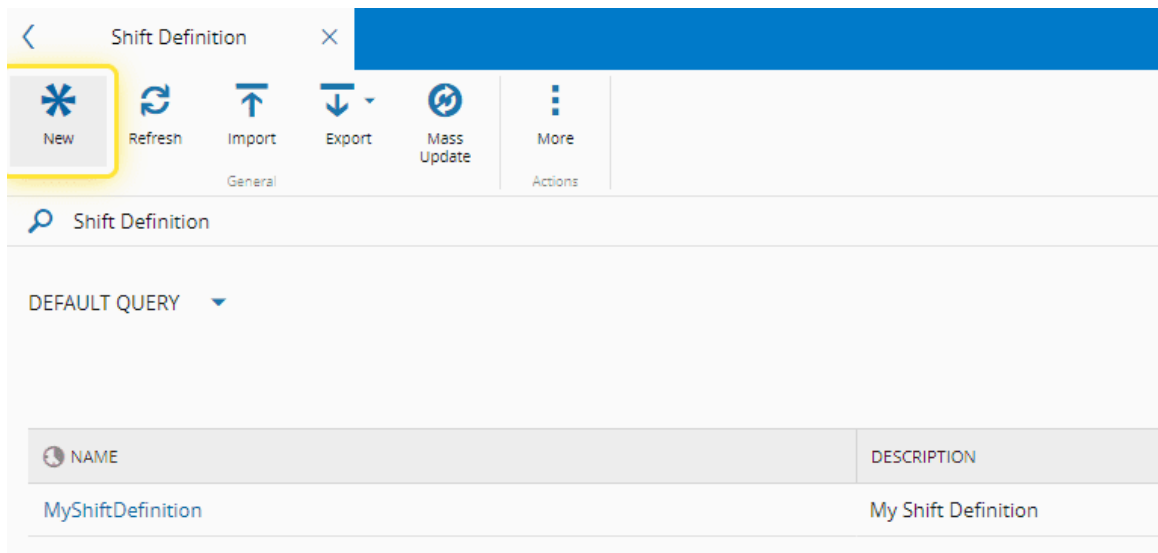 Shift Definition
New
Refresh
Import
Export
Mass
Update
More
General
Actions
Shift Definition
DEFAULT QUERY
NAME
DESCRIPTION
MyShiftDefinition
My Shift Definition